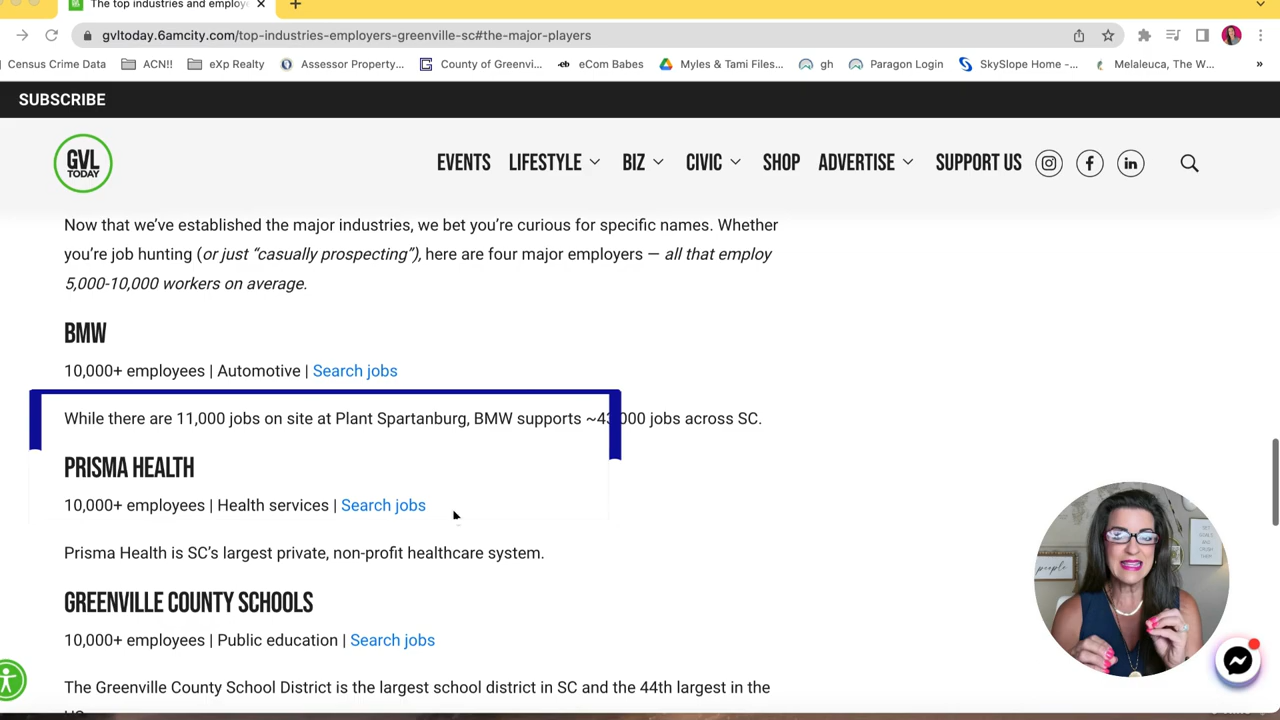 The top industries and employe
gvltoday.6amcity.com/top-industries-employers-greenville-sc#the-major-players
Census Crime Data ACN!! eXp Realty Assessor Property... County of Greenvi... eCom Babes Myles & Tami Files... gh Paragon Login SkySlope Home -... Melaleuca, The W... »
SUBSCRIBE
GVL
TODAY
EVENTS LIFESTYLE BIZ CIVIC SHOP ADVERTISE SUPPORT US
Now that we've established the major industries, we bet you're curious for specific names. Whether
you're job hunting (or just “casually prospecting”), here are four major employers — all that employ
5,000-10,000 workers on average.
BMW
10,000+ employees | Automotive | Search jobs
While there are 11,000 jobs on site at Plant Spartanburg, BMW supports ~43,000 jobs across SC.
PRISMA HEALTH
10,000+ employees | Health services | Search jobs
Prisma Health is SC's largest private, non-profit healthcare system.
people
GREENVILLE COUNTY SCHOOLS
10,000+ employees | Public education | Search jobs
The Greenville County School District is the largest school district in SC and the 44th largest in the